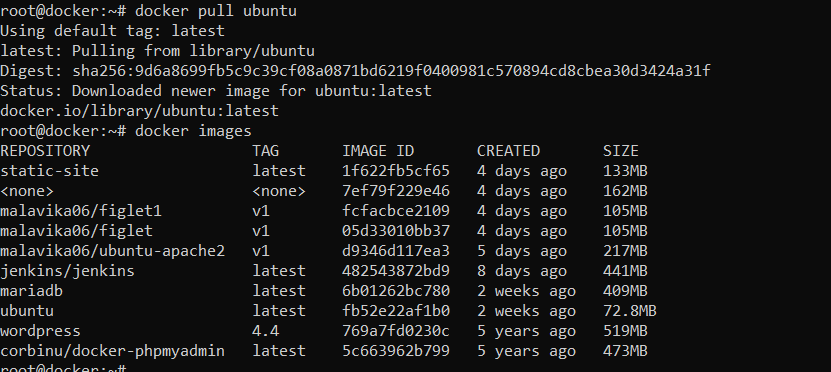 root@docker:~# docker pull ubuntu
Using default tag: latest
latest: Pulling from library/ubuntu
Digest: sha256:9d6a8699fb5c9c39cf08a0871bd6219f0400981c570894cd8cbea30d3424a31f
Status: Downloaded newer image for ubuntu:latest
docker.io/library/ubuntu:latest
root@docker:~# docker images
REPOSITORY TAG IMAGE ID CREATED SIZE
static-site latest 1f622fb5cf65 4 days ago 133MB
<none> <none> 7ef79f229e46 4 days ago 162MB
malavika06/figlet1 v1 fcfacbce2109 4 days ago 105MB
malavika06/figlet v1 05d33010bb37 4 days ago 105MB
malavika06/ubuntu-apache2 v1 d9346d117ea3 5 days ago 217MB
jenkins/jenkins latest 482543872bd9 8 days ago 441MB
mariadb latest 6b01262bc780 2 weeks ago 409MB
ubuntu latest fb52e22af1b0 2 weeks ago 72.8MB
wordpress 4.4 769a7fd0230c 5 years ago 519MB
corbinu/docker-phpmyadmin latest 5c663962b799 5 years ago 473MB
root@docker:~#